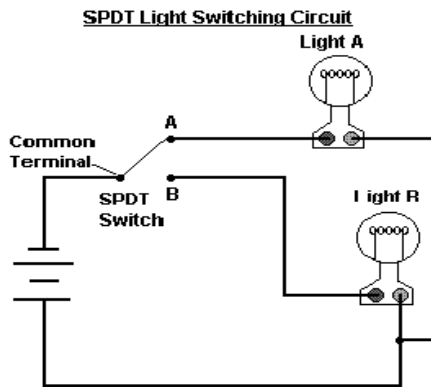 SPDT Light Switching Circuit
Light A
A
Common
Terminal
SPDT
Switch
B
Light B